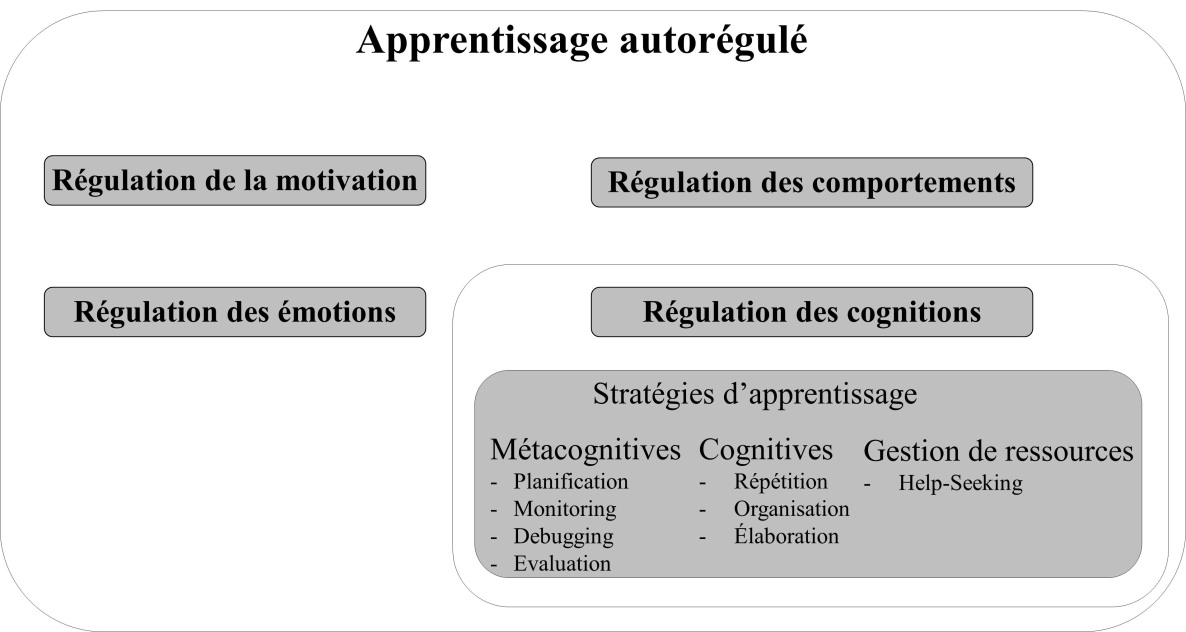 Apprentissage autorégulé
Régulation de la motivation
Régulation des comportements
Régulation des émotions
Régulation des cognitions
Stratégies d’apprentissage
Métacognitives
- Planification
- Monitoring
- Debugging
- Evaluation
Cognitives
- Répétition
- Organisation
- Élaboration
Gestion de ressources
- Help-Seeking